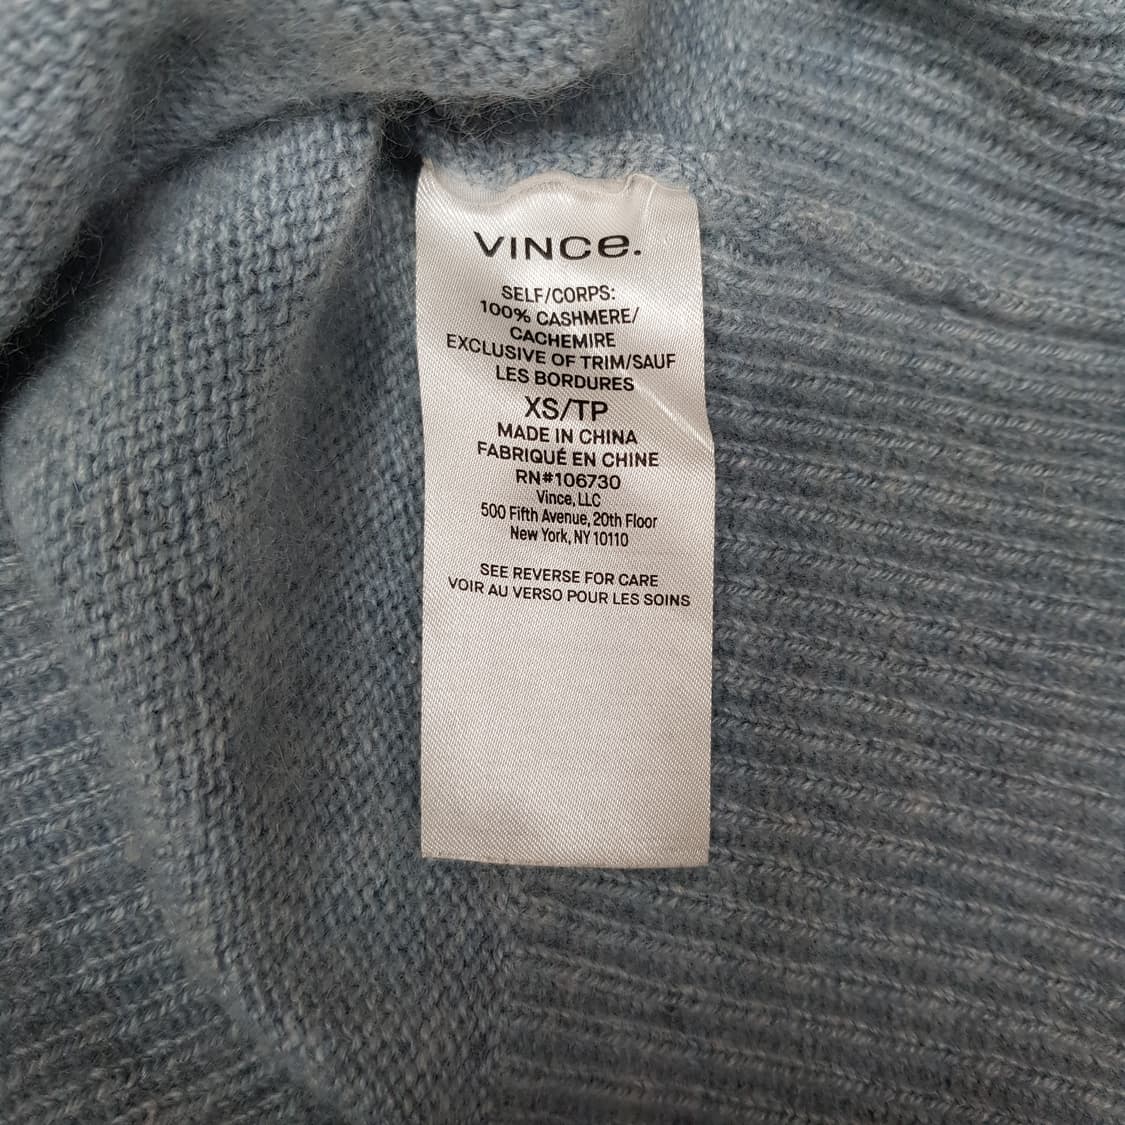 VINCe.
SELF/CORPS:
100% CASHMERE/
CACHEMIRE
EXCLUSIVE OF TRIM/SAUF
LES BORDURES
XS/TP
MADE IN CHINA
FABRIQUÉ EN CHINE
RN#106730
Vince, LLC
500 Fifth Avenue, 20th Floor
New York, NY 10110
SEE REVERSE FOR CARE
VOIR AU VERSO POUR LES SOINS